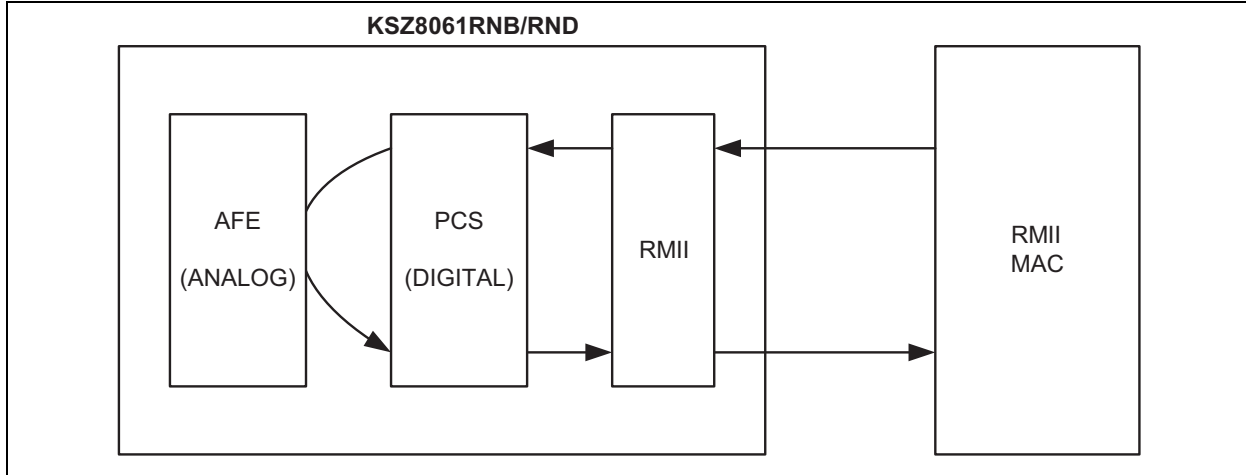 KSZ8061RNB/RND
AFE
(ANALOG)
PCS
(DIGITAL)
RMII
RMII
MAC